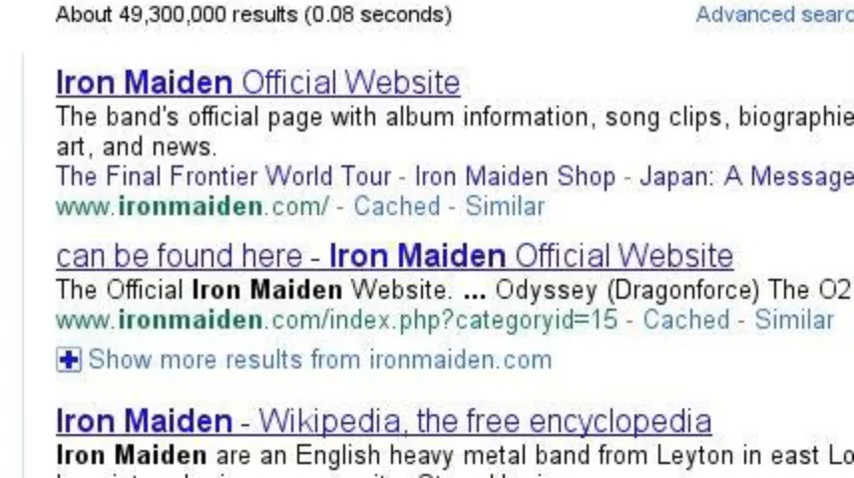 About 49,300,000 results (0.08 seconds) Advanced
Iron Maiden Official Website
The band's official page with album information, song clips,
art, and news.
The Final Frontier World Tour - Iron Maiden Shop - Japan: A Message
www.ironmaiden.com/ - Cached - Similar
can be found here - Iron Maiden Official Website
The Official Iron Maiden Website. ... Odyssey (Dragonforce) The O2
www.ironmaiden.com/index.php?categoryid=15 - Cached - Similar
Show more results from ironmaiden.com
Iron Maiden - Wikipedia, the free encyclopedia
Iron Maiden are an English heavy metal band from Leyton in east